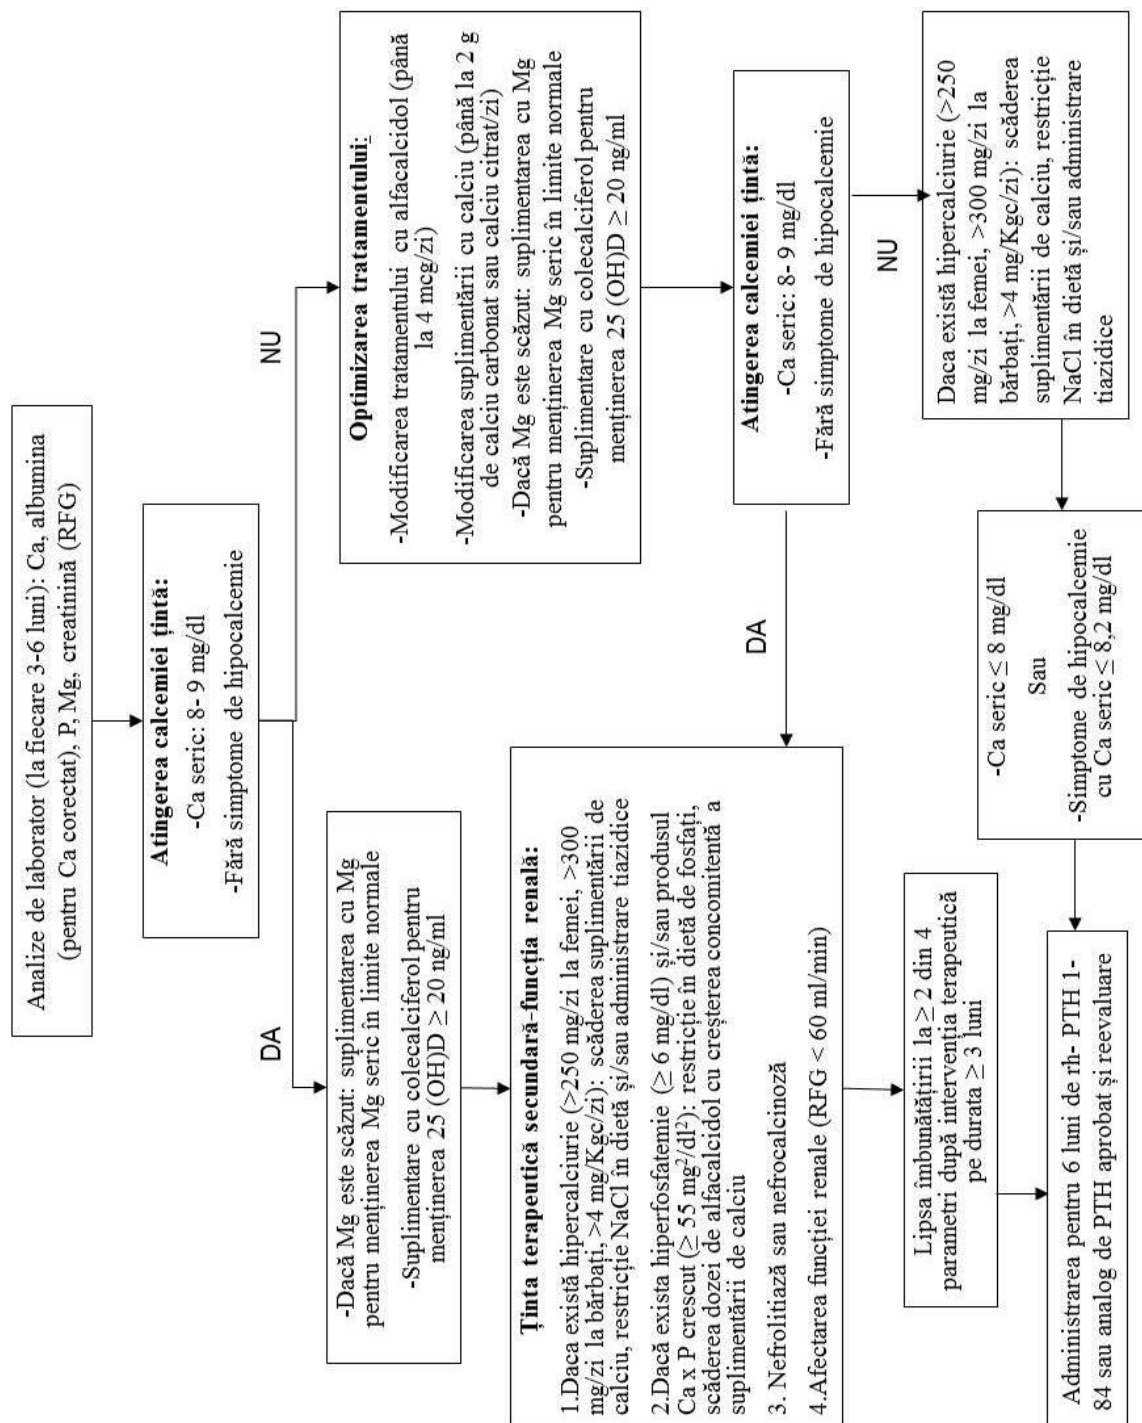 Analize de laborator (la fiecare 3-6 luni): Ca, albumina
(pentru Ca corectat), P, Mg, creatinină (RFG)
Atingerea calcemiei țintă:
-Ca seric: 8- 9 mg/dl
-Fără simptome de hipocalcemie
DA
NU
-Dacă Mg este scăzut: suplimentarea cu Mg
pentru menținerea Mg seric în limite normale
-Suplimentare cu colecalciferol pentru
menținerea 25 (OH)D ≥ 20 ng/ml
Optimizarea tratamentului:
-Modificarea tratamentului cu alfacalcidol (până
la 4 mcg/zi)
-Modificarea suplimentării cu calciu (până la 2 g
de calciu carbonat sau calciu citrat/zi)
-Dacă Mg este scăzut: suplimentarea cu Mg
pentru menținerea Mg seric în limite normale
-Suplimentare cu colecalciferol pentru
menținerea 25 (OH)D ≥ 20 ng/ml
Ținta terapeutică secundară-funcția renală:
1.Daca există hipercalciurie (>250 mg/zi la femei, >300
mg/zi la bărbați, >4 mg/Kgc/zi): scăderea suplimentării de
calciu, restricție NaCl în dietă și/sau administrare tiazidice
2.Dacă exista hiperfosfatemie (≥ 6 mg/dl) și/sau produsul
Ca x P crescut (≥ 55 mg²/dl²): restricție în dietă de fosfați,
scăderea dozei de alfacalcidol cu creșterea concomitentă a
suplimentării de calciu
3. Nefrolitiază sau nefrocalcinoză
4.Afectarea funcției renale (RFG < 60 ml/min)
DA
Atingerea calcemiei țintă:
-Ca seric: 8- 9 mg/dl
-Fără simptome de hipocalcemie
NU
Daca există hipercalciurie (>250
mg/zi la femei, >300 mg/zi la
bărbați, >4 mg/Kgc/zi): scăderea
suplimentării de calciu, restricție
NaCl în dietă și/sau administrare
tiazidice
Lipsa îmbunătățirii la ≥ 2 din 4
parametri după intervenția terapeutică
pe durata ≥ 3 luni
-Ca seric ≤ 8 mg/dl
Sau
-Simptome de hipocalcemie
cu Ca seric ≤ 8,2 mg/dl
Administrarea pentru 6 luni de rh- PTH 1-
84 sau analog de PTH aprobat și reevaluare